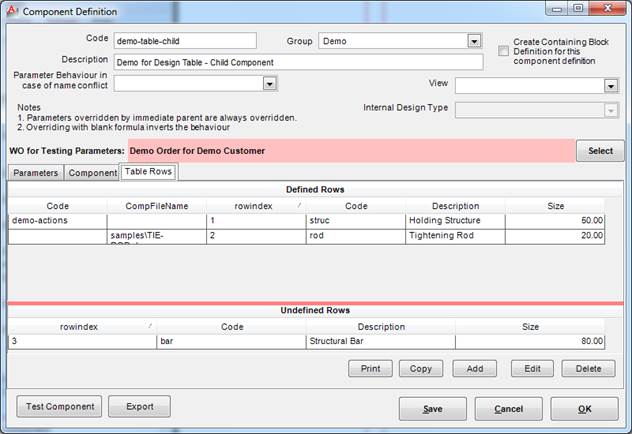 Component Definition
Code demo-table-child Group Demo Create Containing Block
Definition for this
component definition
Description Demo for Design Table - Child Component
Parameter Behaviour in
case of name conflict View
Notes Internal Design Type
1. Parameters overridden by immediate parent are always overridden.
2. Overriding with blank formula inverts the behaviour
WO for Testing Parameters: Demo Order for Demo Customer Select
Parameters Component Table Rows
Defined Rows
Code CompFileName rowindex Code Description Size
demo-actions 1 struc Holding Structure 50.00
samples\TIE- 2 rod Tightening Rod 20.00
Undefined Rows
rowindex Code Description Size
3 bar Structural Bar 80.00
Print Copy Add Edit Delete
Test Component Export Save Cancel OK